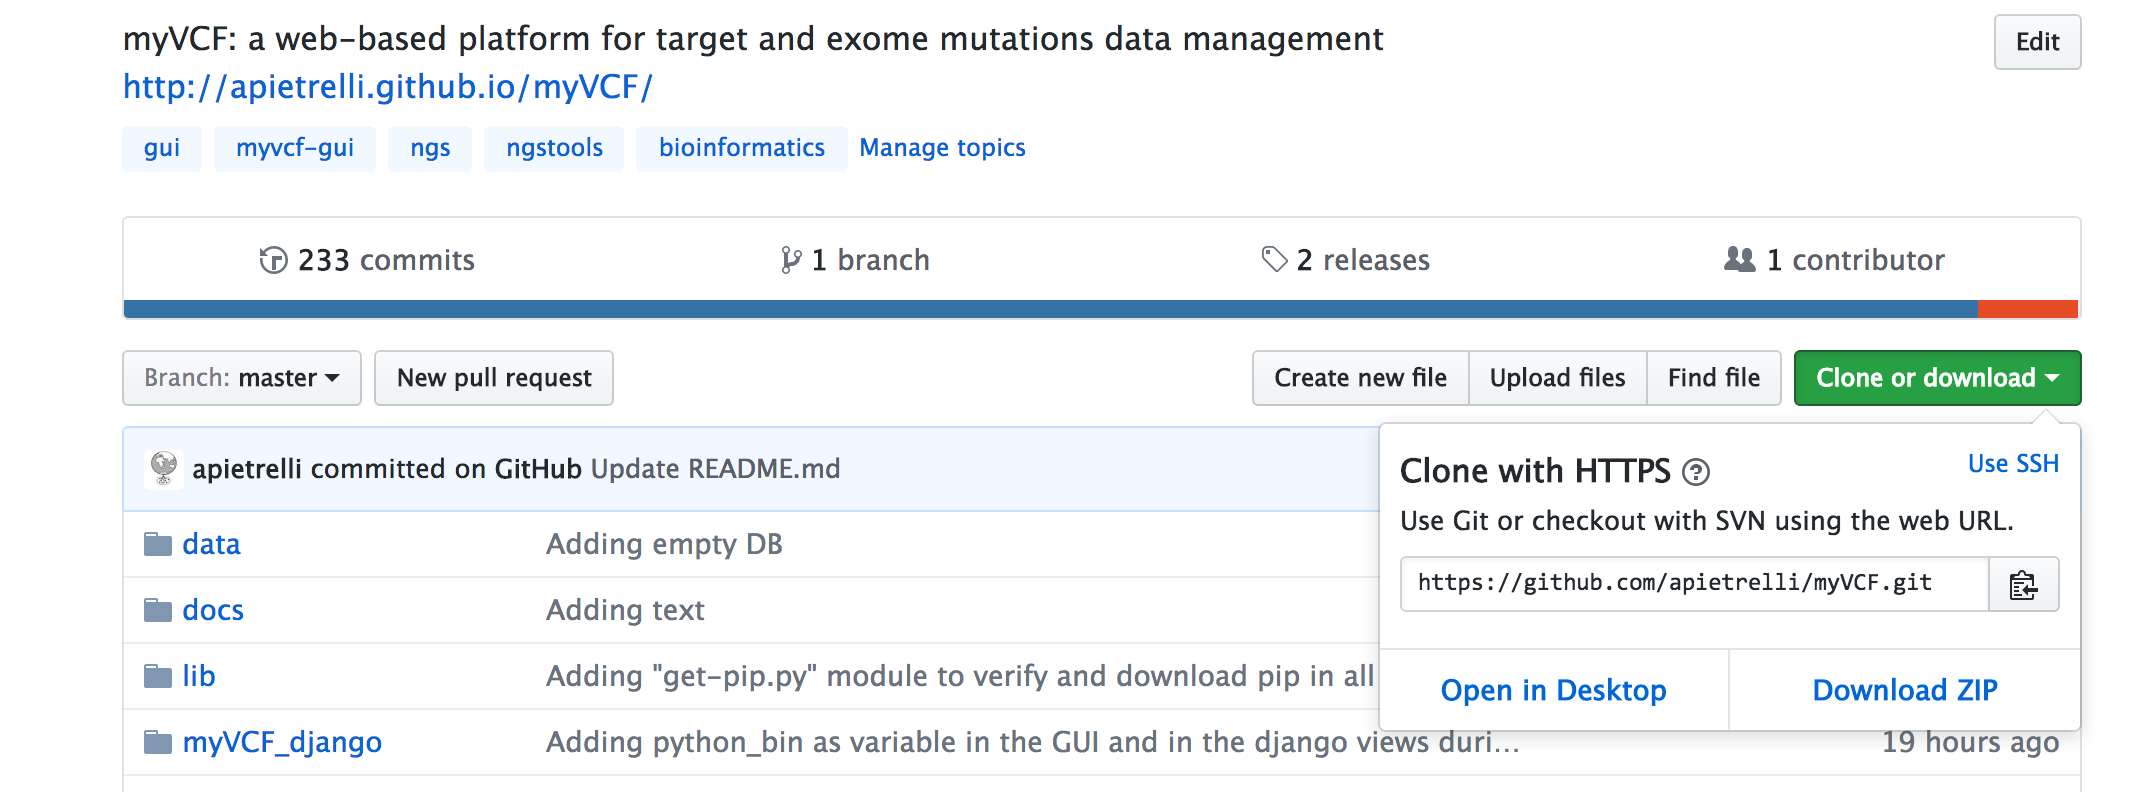 myVCF: a web-based platform for target and exome mutations data management
Edit
http://apietrelli.github.io/myVCF/
gui myvcf-gui ngs ngstools bioinformatics Manage topics
233 commits 1 branch 2 releases 1 contributor
Branch: master New pull request Create new file Upload files Find file Clone or download
apietrelli committed on GitHub Update README.md
data Adding empty DB
docs Adding text
lib Adding "get-pip.py" module to verify and download pip in all
myVCF_django Adding python_bin as variable in the GUI and in the django views duri… 19 hours ago
Clone with HTTPS ? Use SSH
Use Git or checkout with SVN using the web URL.
https://github.com/apietrelli/myVCF.git
Open in Desktop Download ZIP